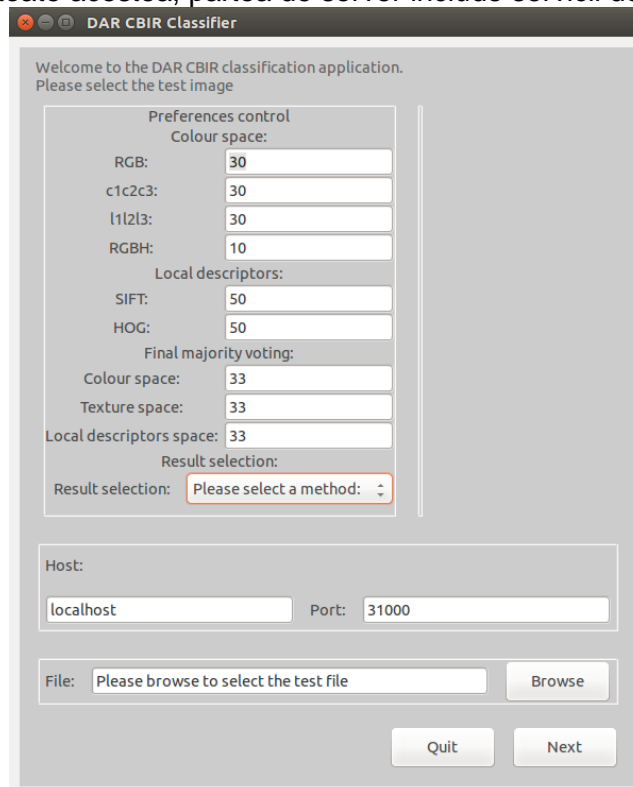 DAR CBIR Classifier
Welcome to the DAR CBIR classification application.
Please select the test image
Preferences control
Colour space:
RGB: 30
c1c2c3: 30
l1l2l3: 30
RGBH: 10
Local descriptors:
SIFT: 50
HOG: 50
Final majority voting:
Colour space: 33
Texture space: 33
Local descriptors space: 33
Result selection:
Result selection: Please select a method:
Host:
localhost Port: 31000
File: Please browse to select the test file Browse
Quit Next